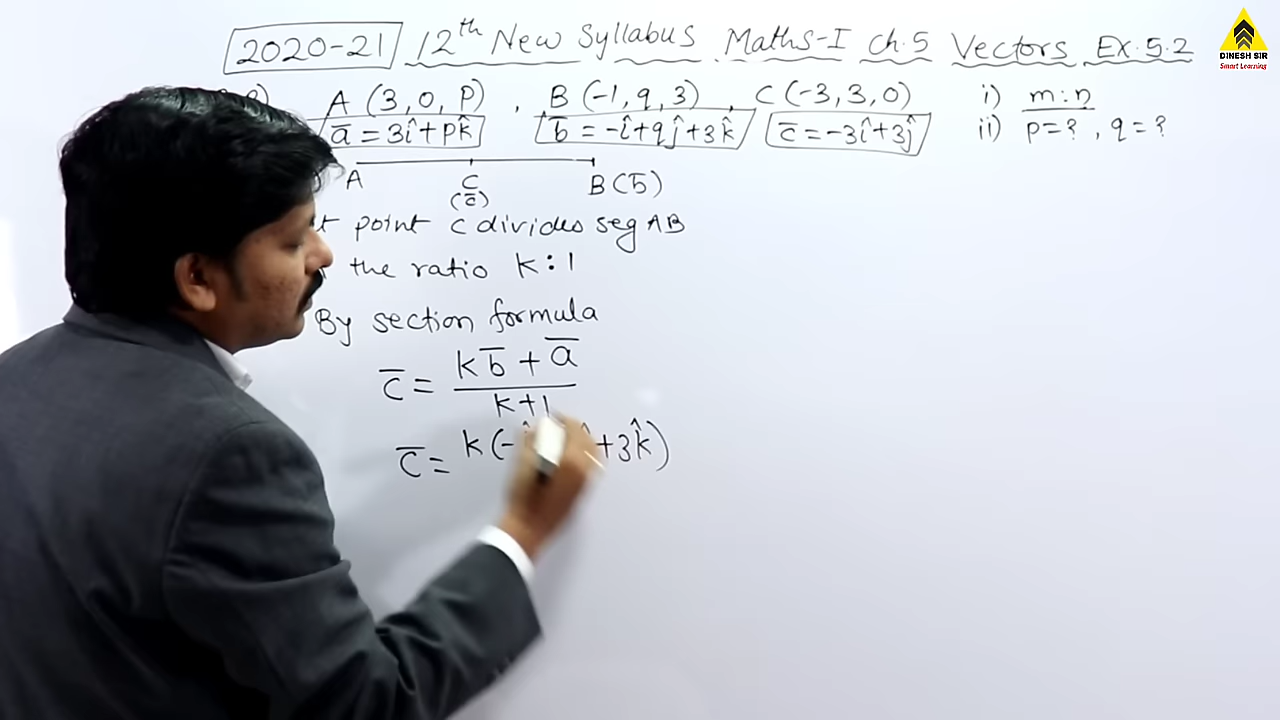 2020-21 12th New Syllabus Maths-I Ch.5 Vectors Ex.5.2
DINESH SIR
Smart Learning
A (3, 0, P) , B (-1, q, 3) , C (-3, 3, 0) i) m:n
a̅ = 3î+pk̂ b̅ = -î+qĵ+3k̂ c̅ = -3î+3ĵ ii) p=? , q=?
A C B(b̅)
(c̅)
point C divides seg AB
the ratio k:1
By section formula
c̅ = kb̅ + a̅ / k+1
c̅ = k(- +3k̂)